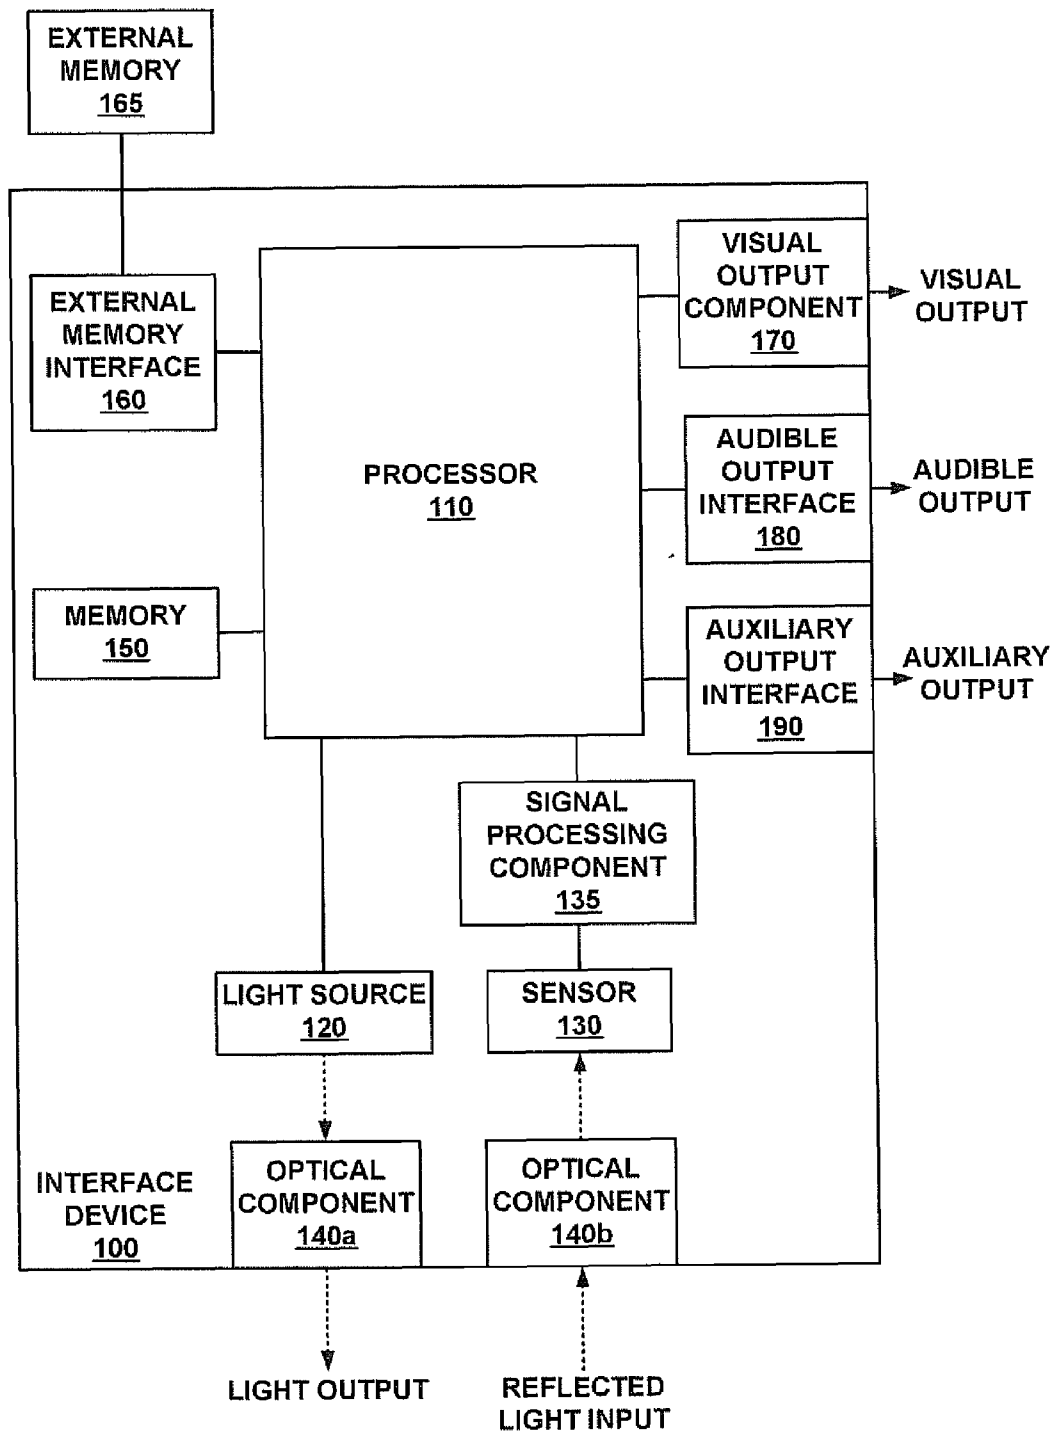 EXTERNAL
MEMORY
165
EXTERNAL
MEMORY
INTERFACE
160
PROCESSOR
110
MEMORY
150
VISUAL
OUTPUT
COMPONENT
170
VISUAL
OUTPUT
AUDIBLE
OUTPUT
INTERFACE
180
AUDIBLE
OUTPUT
AUXILIARY
OUTPUT
INTERFACE
190
AUXILIARY
OUTPUT
SIGNAL
PROCESSING
COMPONENT
135
LIGHT SOURCE
120
SENSOR
130
INTERFACE
DEVICE
100
OPTICAL
COMPONENT
140a
OPTICAL
COMPONENT
140b
LIGHT OUTPUT
REFLECTED
LIGHT INPUT